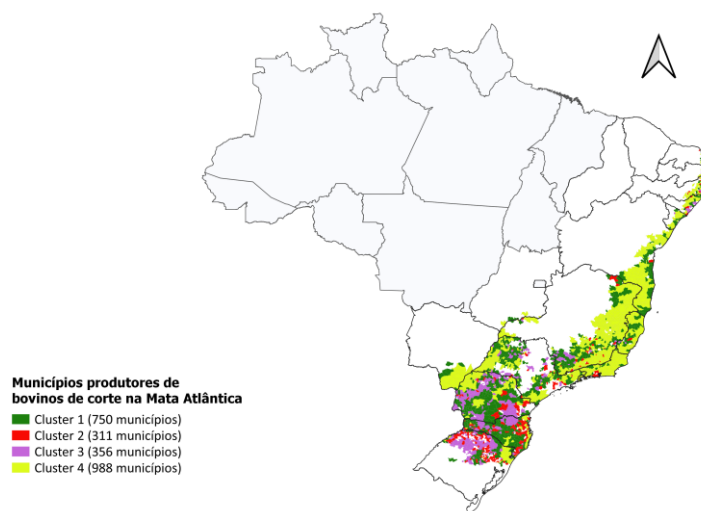 Municípios produtores de
bovinos de corte na Mata Atlântica
Cluster 1 (750 municípios)
Cluster 2 (311 municípios)
Cluster 3 (356 municípios)
Cluster 4 (988 municípios)